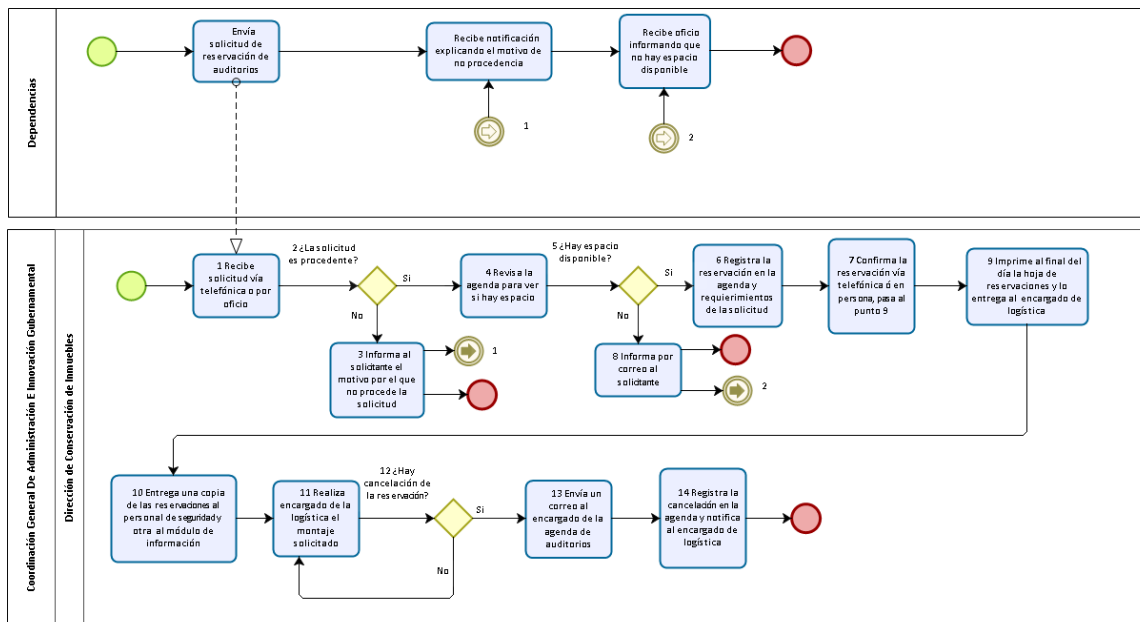 Dependencias
Envía
solicitud de
reservación de
auditorios
Recibe notificación
explicando el motivo de
no procedencia
Recibe oficio
informando que
no hay espacio
disponible
1
2
Coordinación General De Administración E Innovación Gubernamental
Dirección de Conservación de Inmuebles
1 Recibe
solicitud vía
telefónica o por
oficio
2 ¿La solicitud
es procedente?
Si
No
3 Informa al
solicitante el
motivo por el que
no procede la
solicitud
1
4 Revisa la
agenda para ver
si hay espacio
5 ¿Hay espacio
disponible?
Si
No
6 Registra la
reservación en la
agenda y
requierimientos
de la solicitud
7 Confirma la
reservación vía
telefónica ó en
persona, pasa al
punto 9
8 Informa por
correo al
solicitante
2
9 Imprime al final del
día la hoja de
reservaciones y lo
entrega al encargado de
logística
10 Entrega una copia
de las reservaciones al
personal de seguridad y
otra al módulo de
información
11 Realiza
encargado de la
logística el
montaje
solicitado
12 ¿Hay
cancelación de
la reservación?
Si
No
13 Envía un
correo al
encargado de la
agenda de
auditorios
14 Registra la
cancelación en la
agenda y notifica
al encargado de
logística